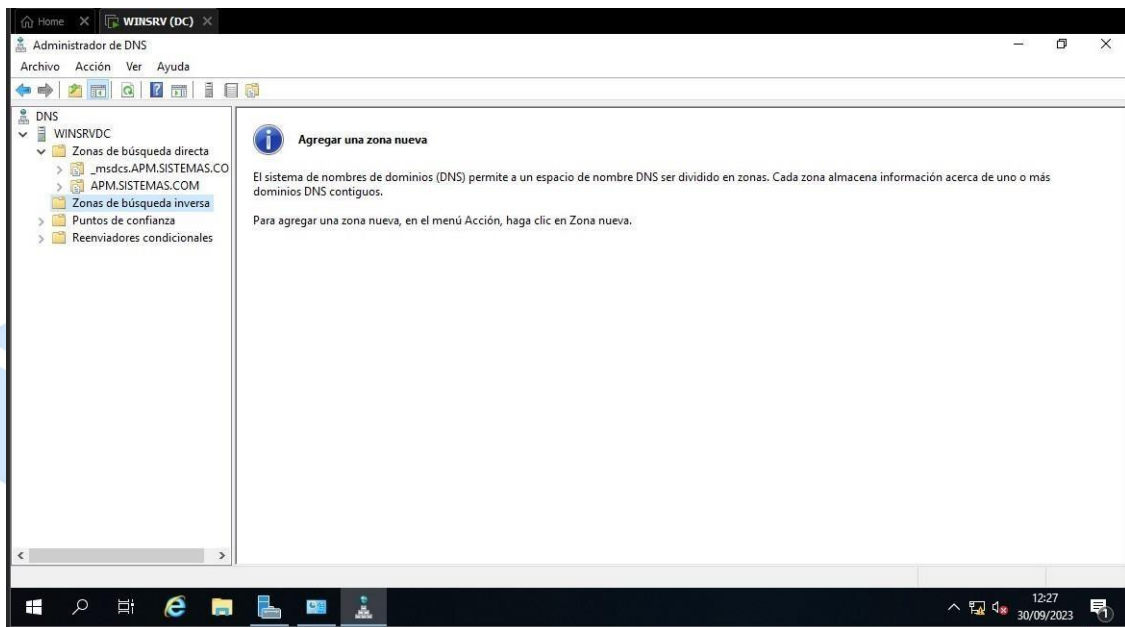 Home
WINSRV (DC)
Administrador de DNS
Archivo Acción Ver Ayuda
DNS
WINSRVDC
Zonas de búsqueda directa
_msdcs.APM.SISTEMAS.CO
APM.SISTEMAS.COM
Zonas de búsqueda inversa
Puntos de confianza
Reenviadores condicionales
Agregar una zona nueva
El sistema de nombres de dominios (DNS) permite a un espacio de nombre DNS ser dividido en zonas. Cada zona almacena información acerca de uno o más
dominios DNS contiguos.
Para agregar una zona nueva, en el menú Acción, haga clic en Zona nueva.
12:27
30/09/2023
1